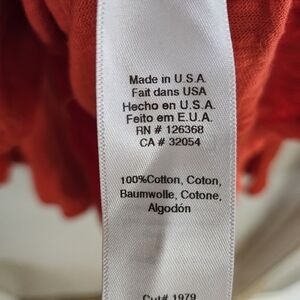 Made in U.S.A.
Fait dans USA
Hecho en U.S.A.
Feito em E.U.A.
RN # 126368
CA # 32054
100%Cotton, Coton,
Baumwolle, Cotone,
Algodón
Cut# 1979